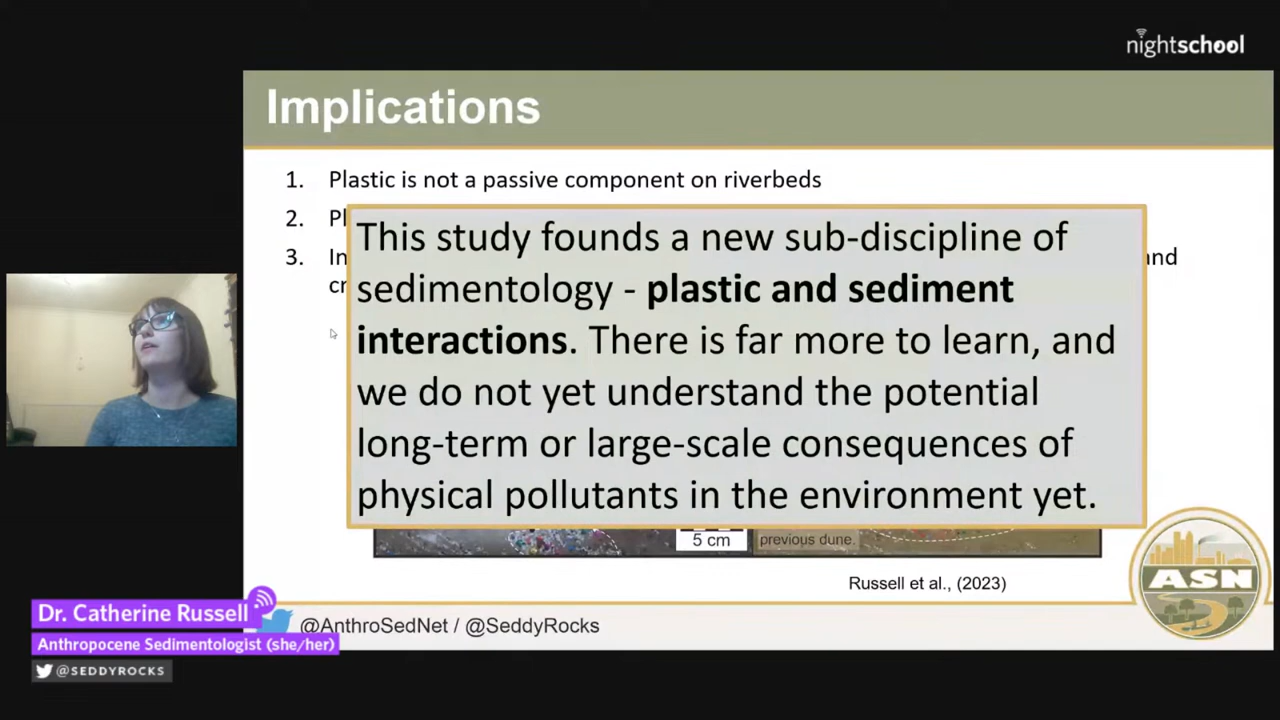 nightschool
Implications
1. Plastic is not a passive component on riverbeds
2. Pl
3. In
nd
cr
This study founds a new sub-discipline of
sedimentology - plastic and sediment
interactions. There is far more to learn, and
we do not yet understand the potential
long-term or large-scale consequences of
physical pollutants in the environment yet.
5 cm
previous dune.
Russell et al., (2023)
ASN
Dr. Catherine Russell
Anthropocene Sedimentologist (she/her)
@SEDDYROCKS
@AnthroSedNet / @SeddyRocks